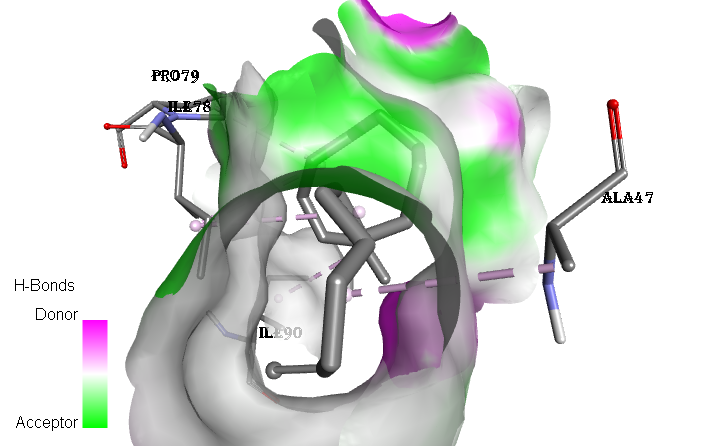 PRO79
ILE78
ALA47
H-Bonds
Donor
ILE90
Acceptor